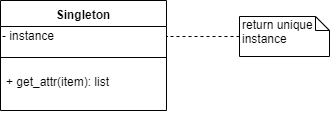 Singleton
- instance
+ get_attr(item): list
return unique
instance